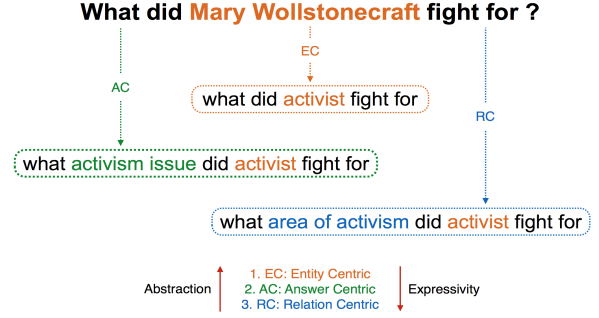 What did Mary Wollstonecraft fight for ?
EC
AC
what did activist fight for
RC
what activism issue did activist fight for
what area of activism did activist fight for
1. EC: Entity Centric
Abstraction
2. AC: Answer Centric
Expressivity
3. RC: Relation Centric